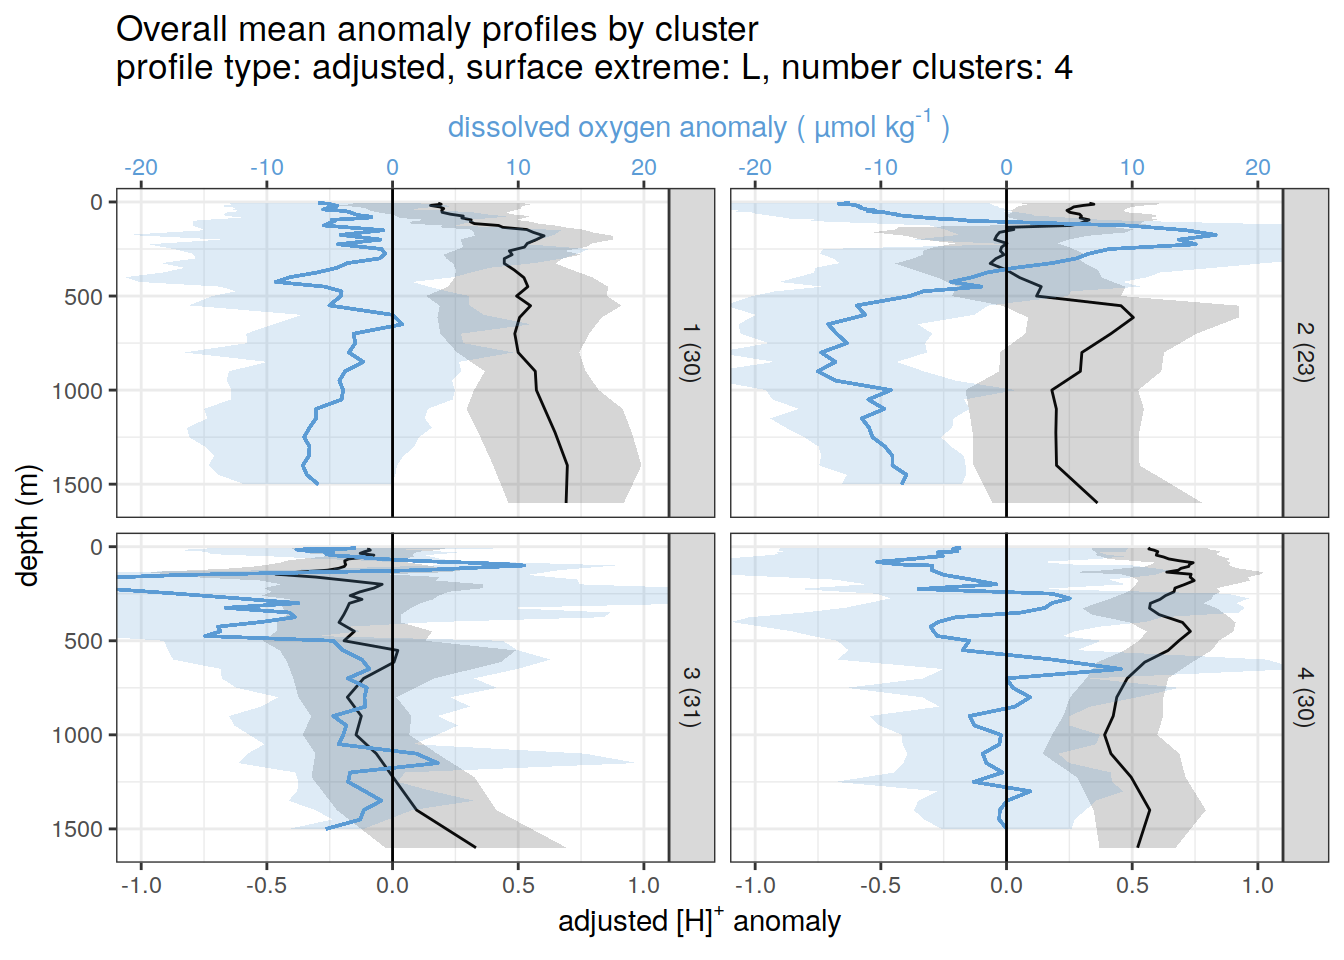 Overall mean anomaly profiles by cluster
profile type: adjusted, surface extreme: L, number clusters: 4
dissolved oxygen anomaly ( µmol kg⁻¹ )
-20 -10 0 10 20 -20 -10 0 10 20
0
500
1000
1500
1 (30)
2 (23)
depth (m)
0
500
1000
1500
3 (31)
4 (30)
-1.0 -0.5 0.0 0.5 1.0 -1.0 -0.5 0.0 0.5 1.0
adjusted [H]⁺ anomaly